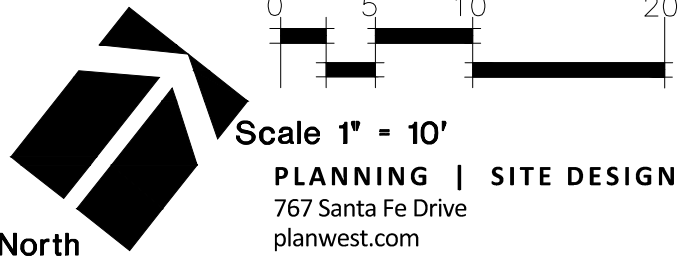 0 5 10 20
Scale 1" = 10'
PLANNING | SITE DESIGN
767 Santa Fe Drive
planwest.com
North